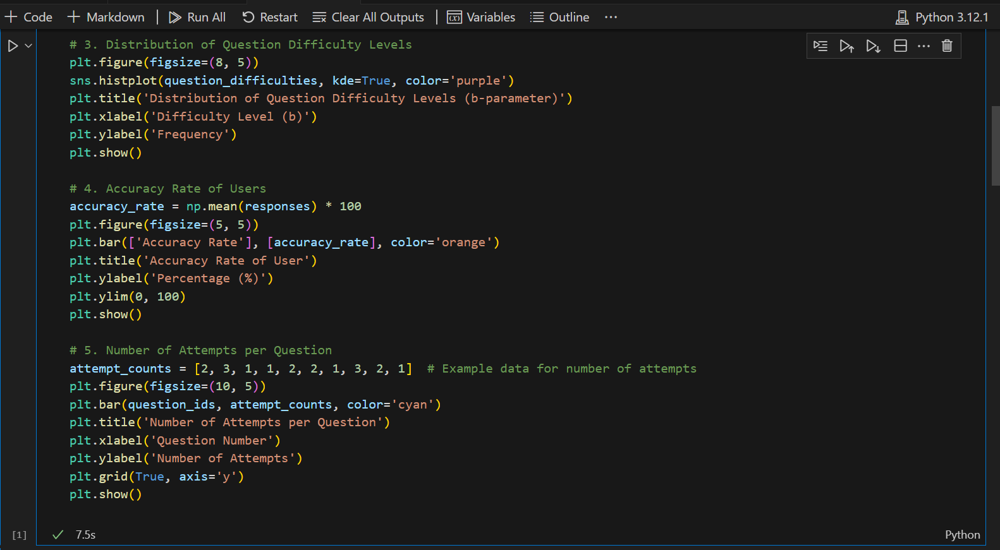 Code Markdown Run All Restart Clear All Outputs Variables Outline ··· Python 3.12.1
# 3. Distribution of Question Difficulty Levels
plt.figure(figsize=(8, 5))
sns.histplot(question_difficulties, kde=True, color='purple')
plt.title('Distribution of Question Difficulty Levels (b-parameter)')
plt.xlabel('Difficulty Level (b)')
plt.ylabel('Frequency')
plt.show()
# 4. Accuracy Rate of Users
accuracy_rate = np.mean(responses) * 100
plt.figure(figsize=(5, 5))
plt.bar(['Accuracy Rate'], [accuracy_rate], color='orange')
plt.title('Accuracy Rate of User')
plt.ylabel('Percentage (%)')
plt.ylim(0, 100)
plt.show()
# 5. Number of Attempts per Question
attempt_counts = [2, 3, 1, 1, 2, 2, 1, 3, 2, 1]  # Example data for number of attempts
plt.figure(figsize=(10, 5))
plt.bar(question_ids, attempt_counts, color='cyan')
plt.title('Number of Attempts per Question')
plt.xlabel('Question Number')
plt.ylabel('Number of Attempts')
plt.grid(True, axis='y')
plt.show()
[1] 7.5s Python